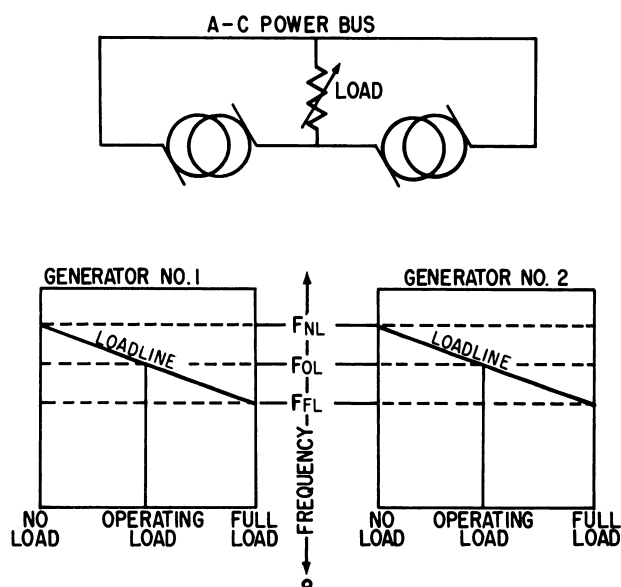 A-C POWER BUS
LOAD
GENERATOR NO. 1
GENERATOR NO. 2
LOADLINE
LOADLINE
FNL
FOL
FFL
FREQUENCY
0
NO LOAD
OPERATING LOAD
FULL LOAD
NO LOAD
OPERATING LOAD
FULL LOAD